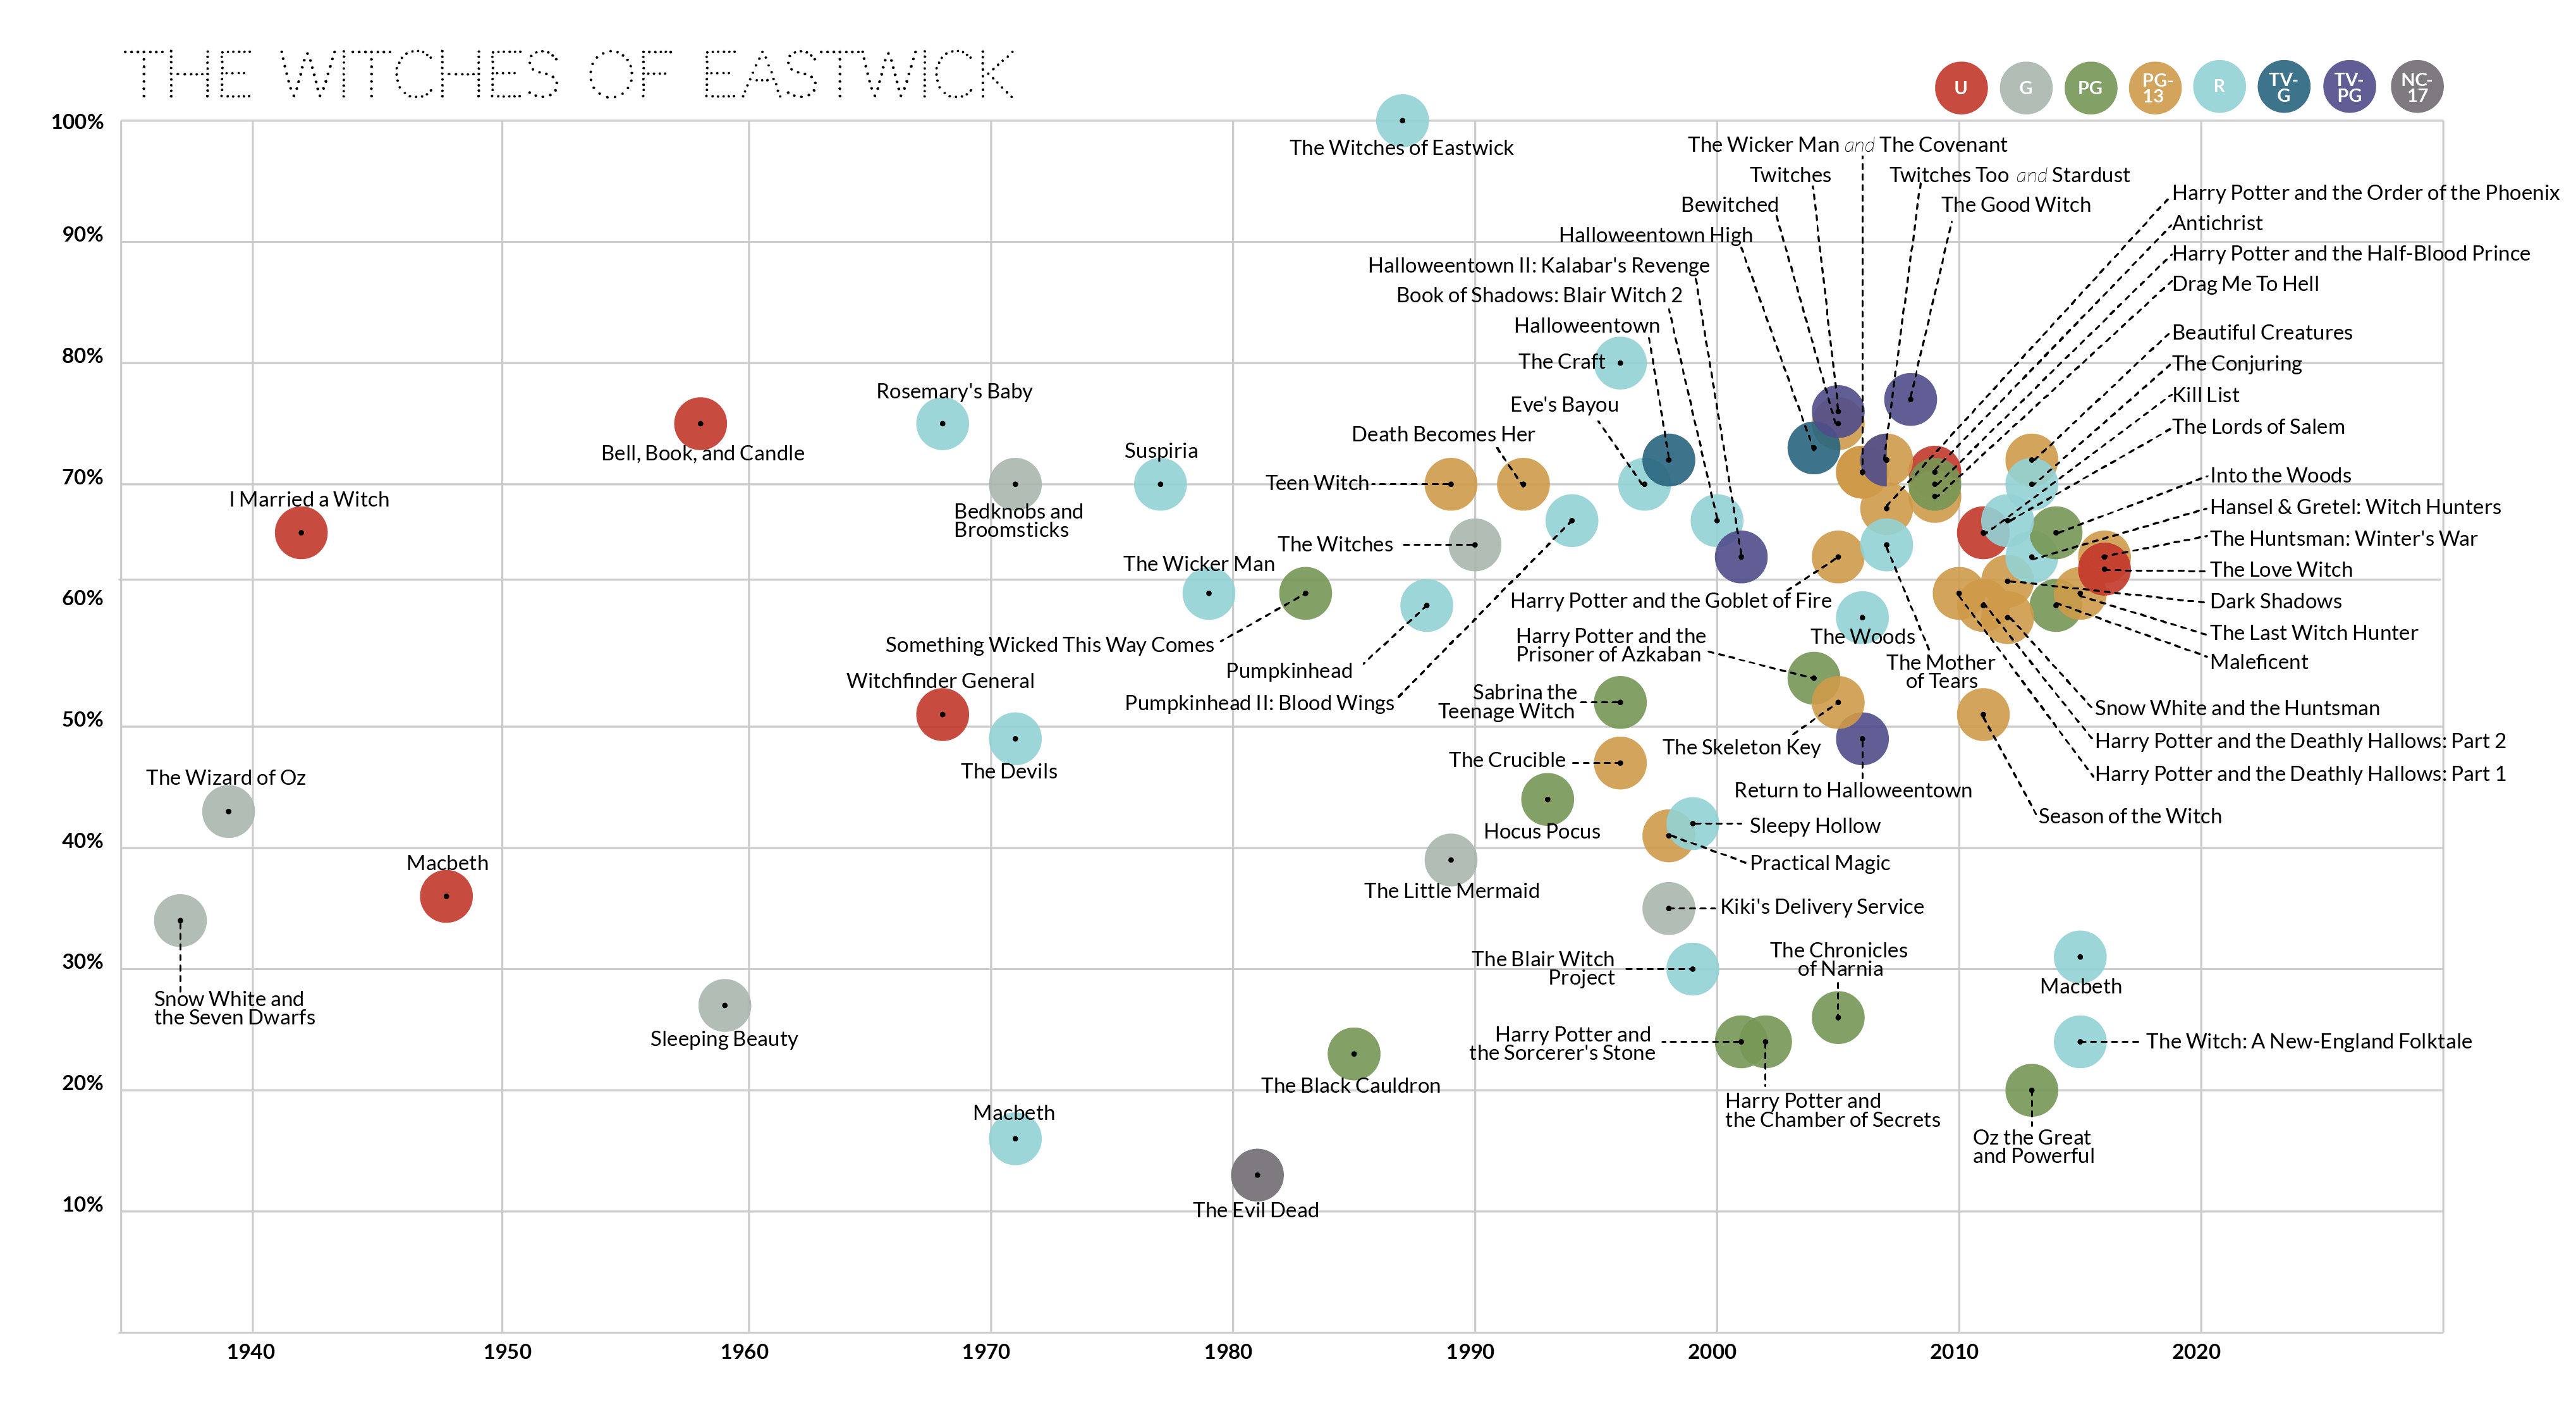 THE WITCHES OF EASTWICK
U
G
PG
PG-
13
R
TV-
G
TV-
PG
NC-
17
100%
90%
80%
70%
60%
50%
40%
30%
20%
10%
The Witches of Eastwick
The Wicker Man and The Covenant
Twitches
Twitches Too and Stardust
Bewitched
The Good Witch
Halloweentown High
Halloweentown II: Kalabar's Revenge
Book of Shadows: Blair Witch 2
Halloweentown
The Craft
Eve's Bayou
Death Becomes Her
Teen Witch
Harry Potter and the Order of the Phoenix
Antichrist
Harry Potter and the Half-Blood Prince
Drag Me To Hell
Beautiful Creatures
The Conjuring
Kill List
The Lords of Salem
Into the Woods
Hansel & Gretel: Witch Hunters
The Huntsman: Winter's War
The Love Witch
Dark Shadows
The Last Witch Hunter
Maleficent
Snow White and the Huntsman
Harry Potter and the Deathly Hallows: Part 2
Harry Potter and the Deathly Hallows: Part 1
Season of the Witch
Rosemary's Baby
Bell, Book, and Candle
Suspiria
I Married a Witch
Bedknobs and
Broomsticks
The Witches
The Wicker Man
Something Wicked This Way Comes
Pumpkinhead
Pumpkinhead II: Blood Wings
Harry Potter and the Goblet of Fire
Harry Potter and the
Prisoner of Azkaban
The Woods
The Mother
of Tears
Witchfinder General
The Devils
Sabrina the
Teenage Witch
The Skeleton Key
The Crucible
Return to Halloweentown
The Wizard of Oz
Hocus Pocus
Sleepy Hollow
Macbeth
Practical Magic
The Little Mermaid
Kiki's Delivery Service
The Blair Witch
Project
The Chronicles
of Narnia
Macbeth
Snow White and
the Seven Dwarfs
Sleeping Beauty
Harry Potter and
the Sorcerer's Stone
The Witch: A New-England Folktale
The Black Cauldron
Macbeth
Harry Potter and
the Chamber of Secrets
Oz the Great
and Powerful
The Evil Dead
1940
1950
1960
1970
1980
1990
2000
2010
2020